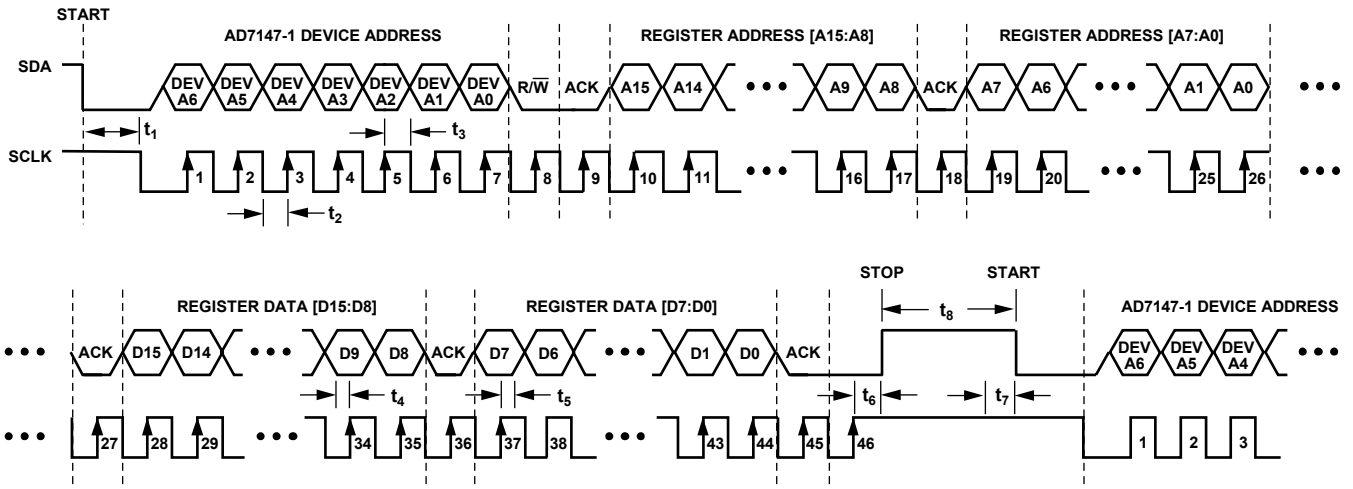 START
AD7147-1 DEVICE ADDRESS REGISTER ADDRESS [A15:A8] REGISTER ADDRESS [A7:A0]
SDA DEV A6 DEV A5 DEV A4 DEV A3 DEV A2 DEV A1 DEV A0 R/W̅ ACK A15 A14 ••• A9 A8 ACK A7 A6 ••• A1 A0 •••
t1 t3
SCLK 1 2 3 4 5 6 7 8 9 10 11 ••• 16 17 18 19 20 ••• 25 26 •••
t2
STOP START
REGISTER DATA [D15:D8] REGISTER DATA [D7:D0] t8 AD7147-1 DEVICE ADDRESS
••• ACK D15 D14 ••• D9 D8 ACK D7 D6 ••• D1 D0 ACK DEV A6 DEV A5 DEV A4 •••
t4 t5 t6 t7
••• 27 28 29 ••• 34 35 36 37 38 ••• 43 44 45 46 1 2 3 •••